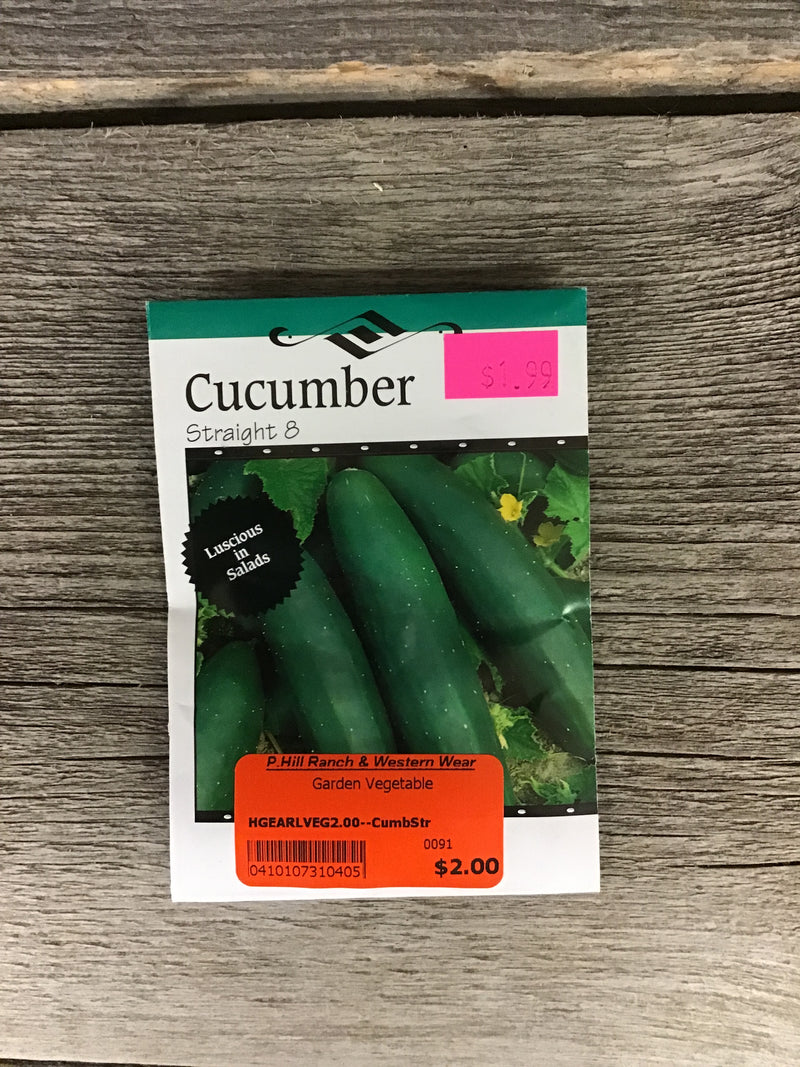 Cucumber
$1.99
Straight 8
Luscious
in
Salads
P.Hill Ranch & Western Wear
Garden Vegetable
HGEARLVEG2.00--CumbStr
0091
0410107310405
$2.00